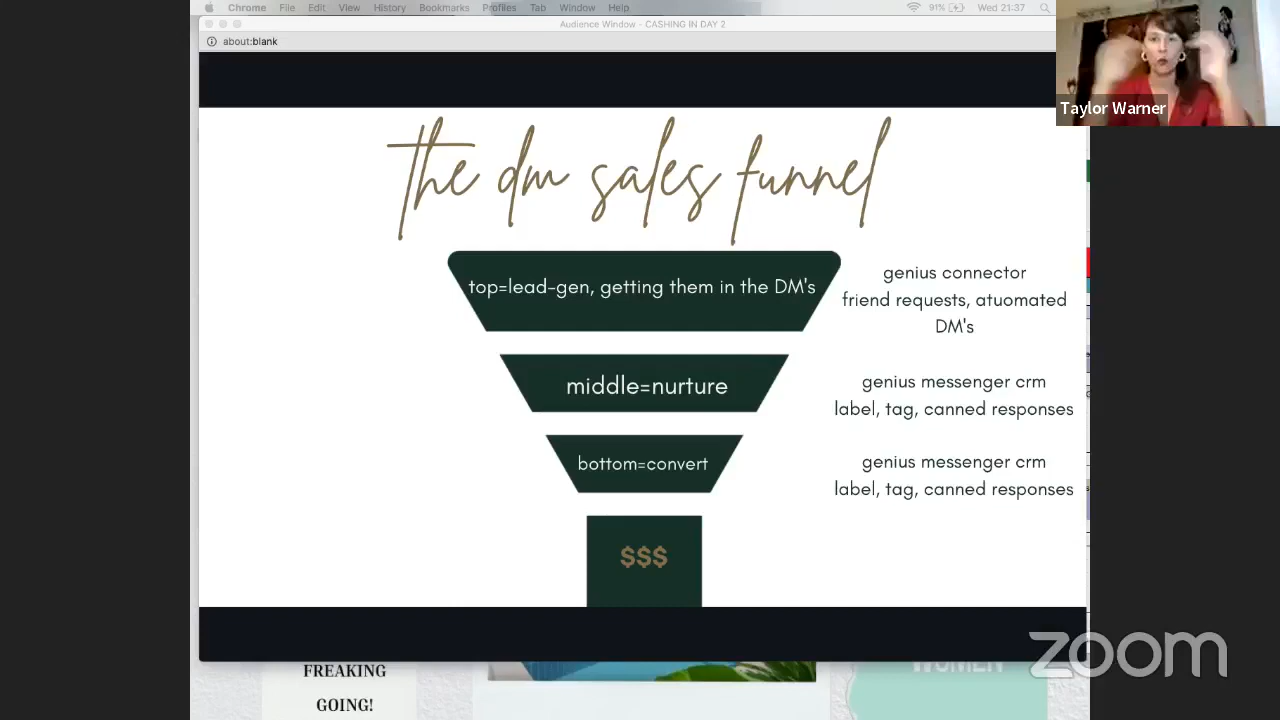 Chrome File Edit View History Bookmarks Profiles Tab Window Help 91% Wed 21:37
Audience Window - CASHING IN DAY 2
about:blank
Taylor Warner
the dm sales funnel
top=lead-gen, getting them in the DM's
genius connector
friend requests, atuomated
DM's
middle=nurture
genius messenger crm
label, tag, canned responses
bottom=convert
genius messenger crm
label, tag, canned responses
$$$
zoom
FREAKING
GOING!
WOMEN